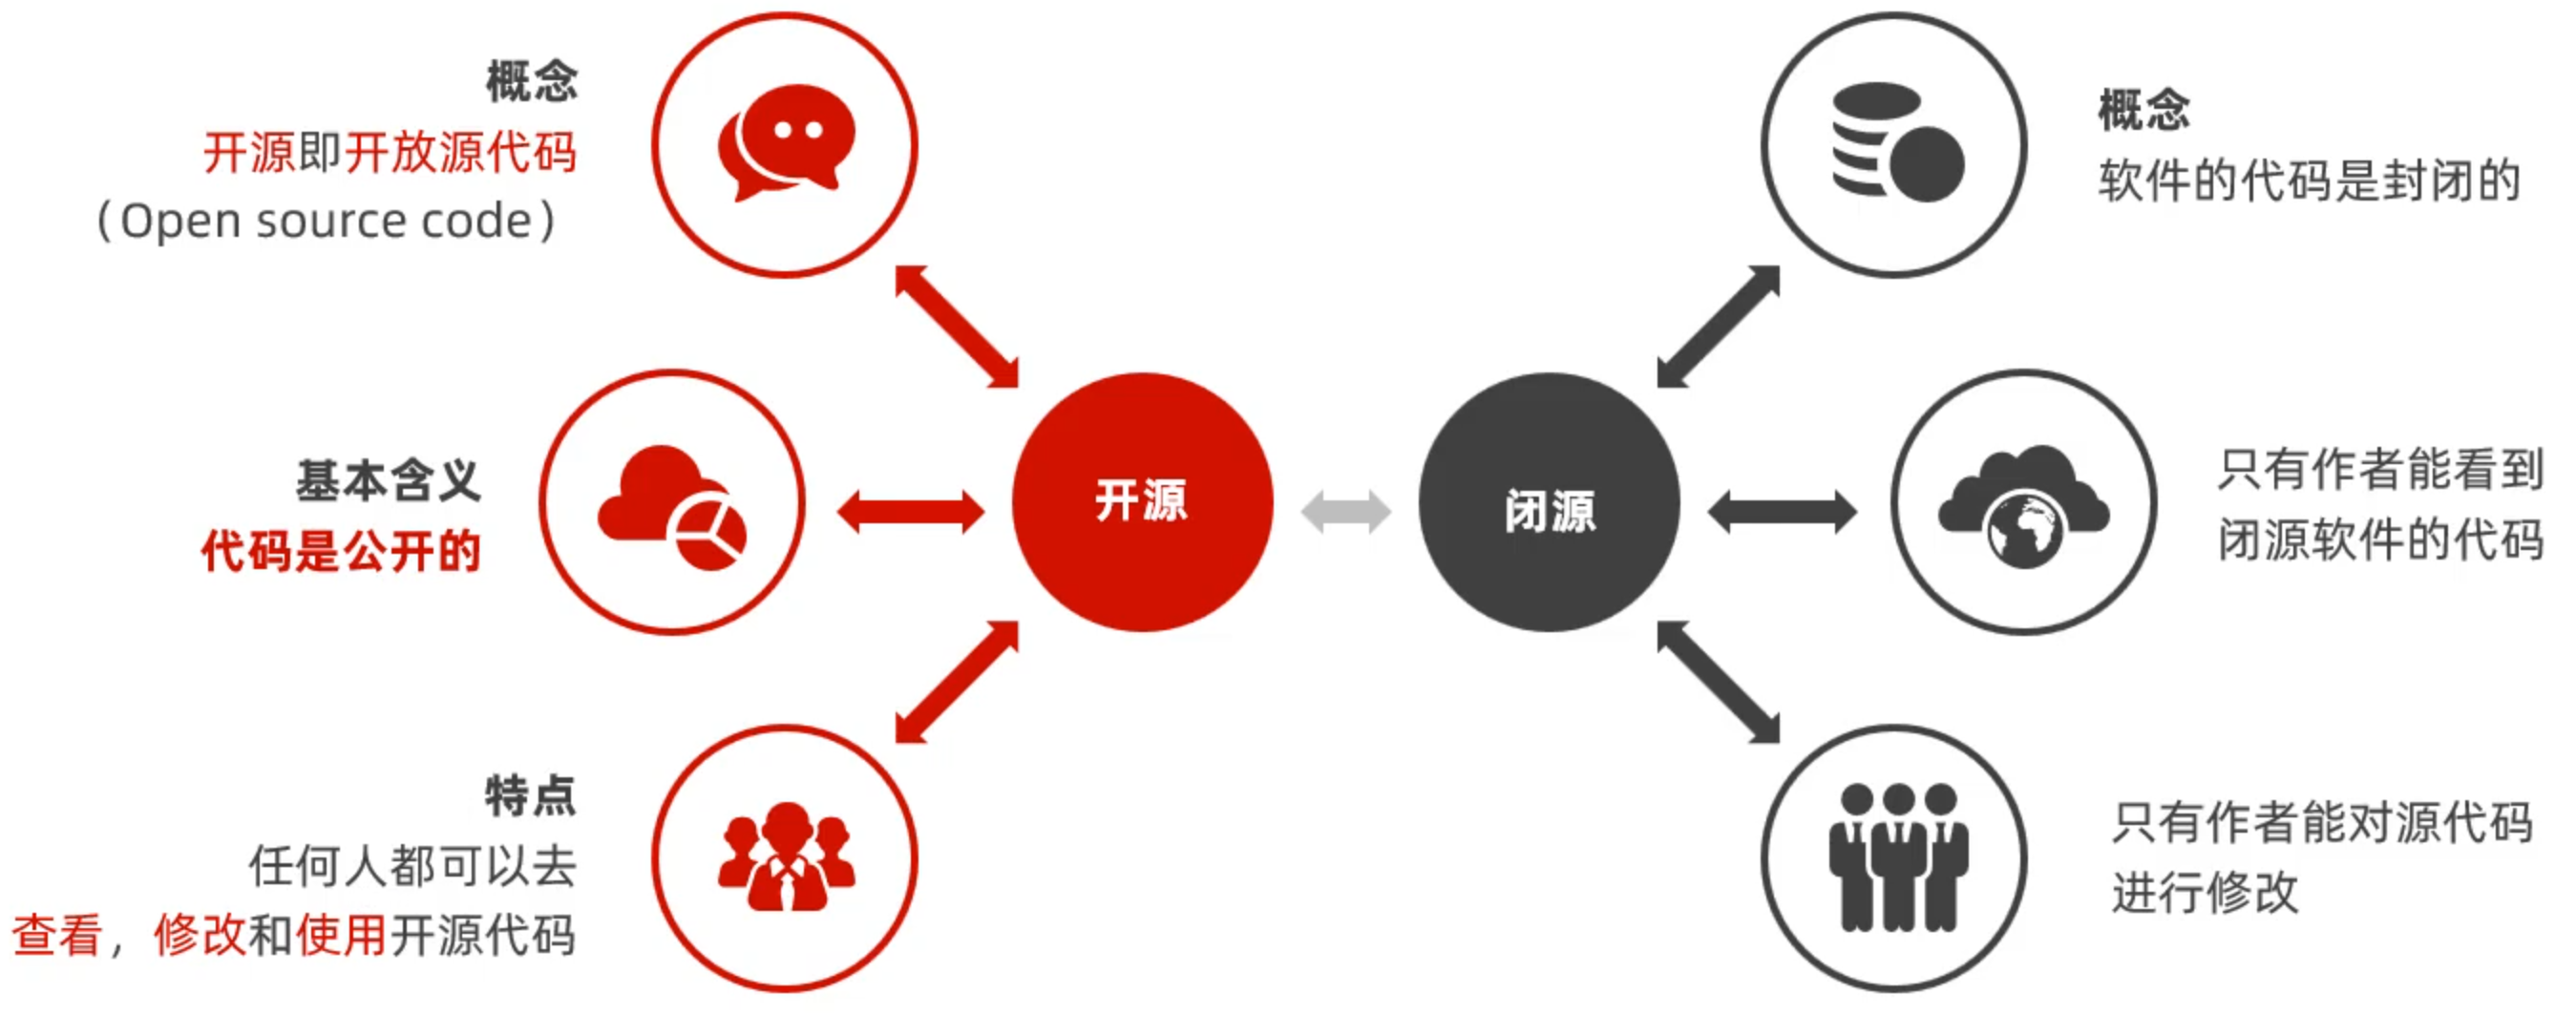 概念
开源即开放源代码
（Open source code）
基本含义
代码是公开的
特点
任何人都可以去
查看，修改和使用开源代码
开源
闭源
概念
软件的代码是封闭的
只有作者能看到
闭源软件的代码
只有作者能对源代码
进行修改